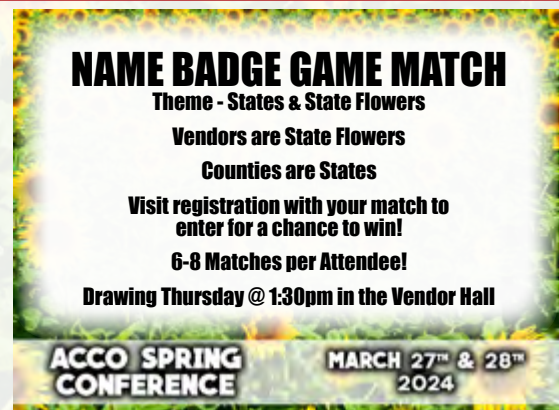 NAME BADGE GAME MATCH
Theme - States & State Flowers
Vendors are State Flowers
Counties are States
Visit registration with your match to
enter for a chance to win!
6-8 Matches per Attendee!
Drawing Thursday @ 1:30pm in the Vendor Hall
ACCO SPRING
CONFERENCE
MARCH 27TH & 28TH
2024